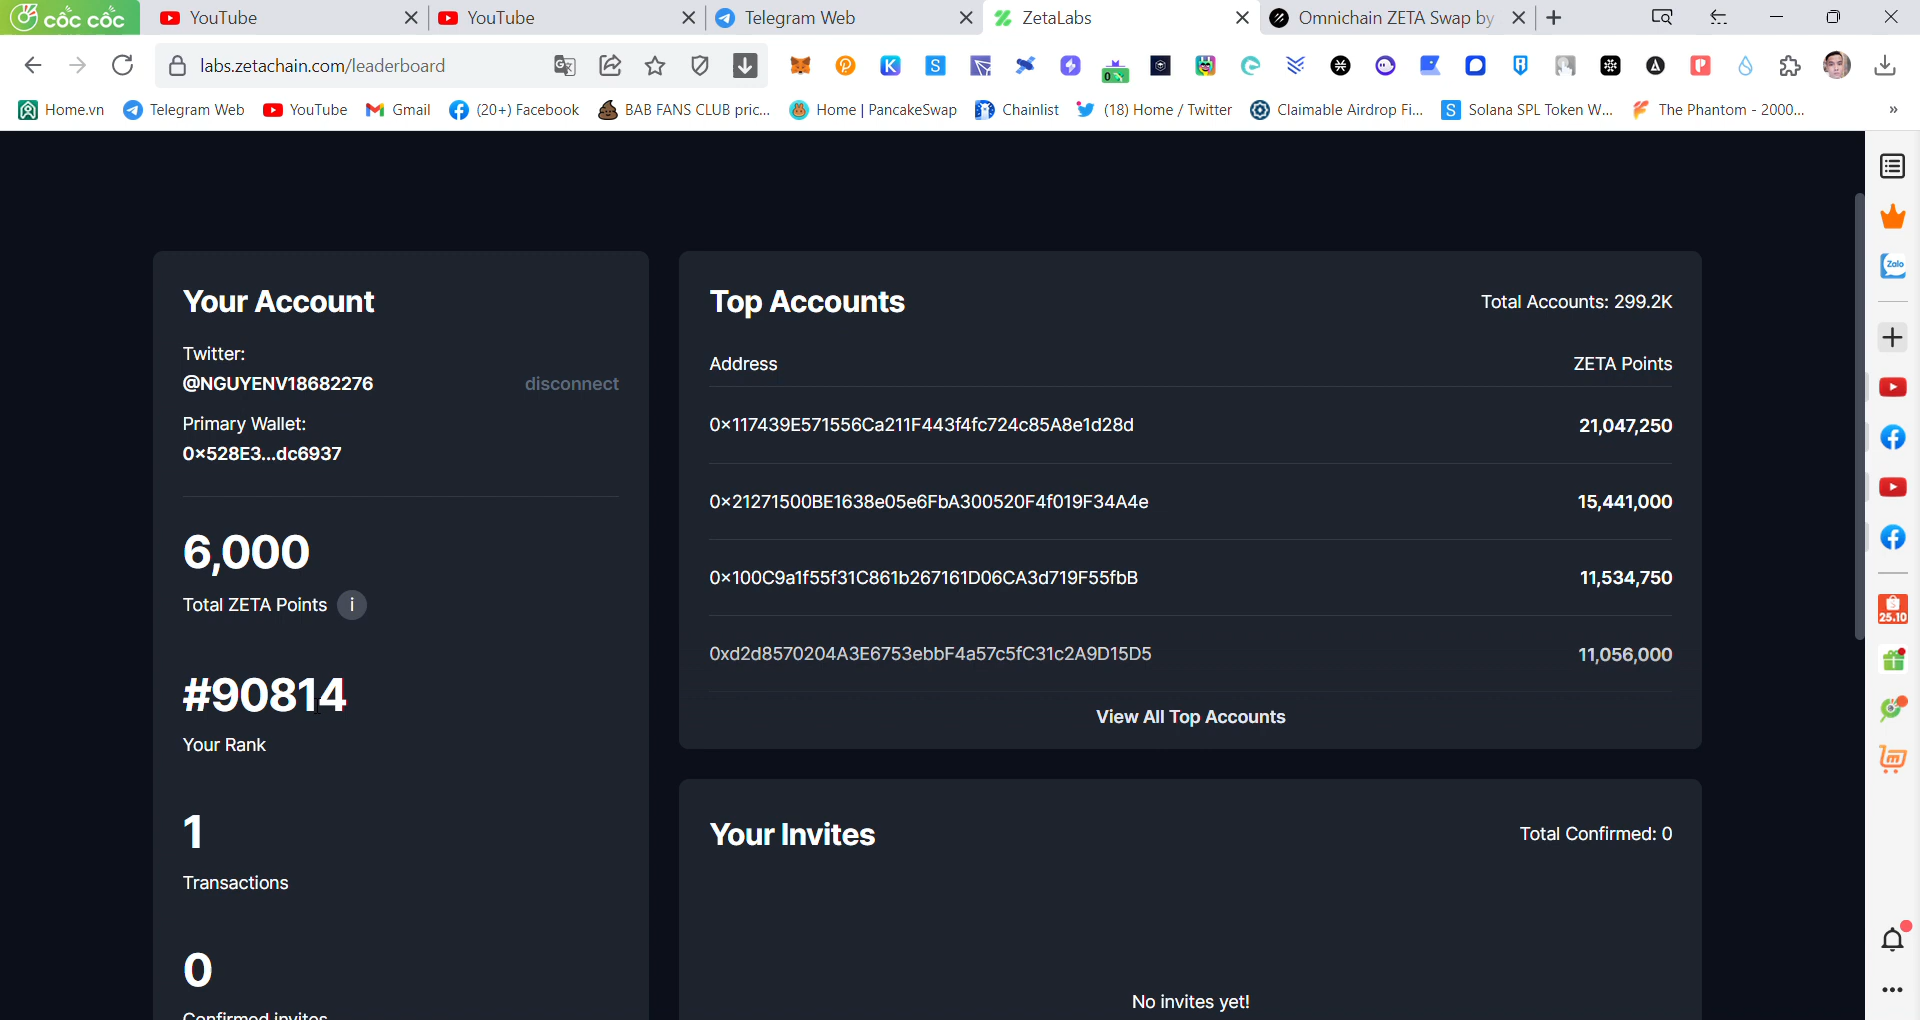 cốc cốc
YouTube
YouTube
Telegram Web
ZetaLabs
Omnichain ZETA Swap by
labs.zetachain.com/leaderboard
Home.vn
Telegram Web
YouTube
Gmail
(20+) Facebook
BAB FANS CLUB pric...
Home | PancakeSwap
Chainlist
(18) Home / Twitter
Claimable Airdrop Fi...
Solana SPL Token W...
The Phantom - 2000...
»
Your Account
Twitter:
@NGUYENV18682276
disconnect
Primary Wallet:
0x528E3...dc6937
6,000
Total ZETA Points
i
#90814
Your Rank
1
Transactions
0
Confirmed invites
Top Accounts
Total Accounts: 299.2K
Address
ZETA Points
0x117439E571556Ca211F443f4fc724c85A8e1d28d
21,047,250
0x21271500BE1638e05e6FbA300520F4f019F34A4e
15,441,000
0x100C9a1f55f31C861b267161D06CA3d719F55fbB
11,534,750
0xd2d8570204A3E6753ebbF4a57c5fC31c2A9D15D5
11,056,000
View All Top Accounts
Your Invites
Total Confirmed: 0
No invites yet!
Zalo
25.10